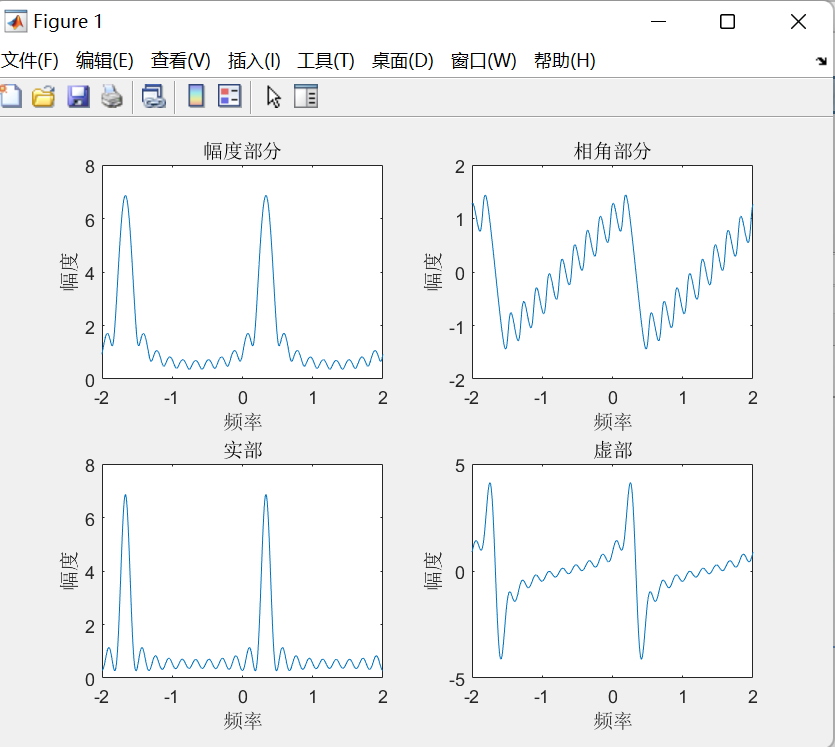 Figure 1
文件(F) 编辑(E) 查看(V) 插入(I) 工具(T) 桌面(D) 窗口(W) 帮助(H)
幅度部分
8
6
4
2
0
幅度
-2 -1 0 1 2
频率
相角部分
2
1
0
-1
-2
幅度
-2 -1 0 1 2
频率
实部
8
6
4
2
0
幅度
-2 -1 0 1 2
频率
虚部
5
0
-5
幅度
-2 -1 0 1 2
频率